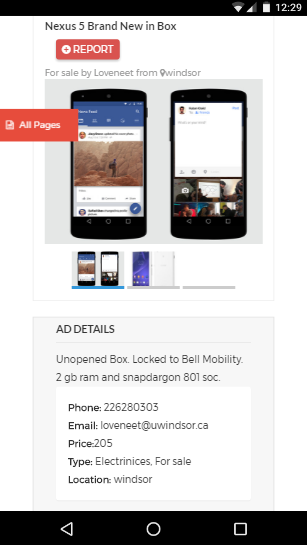 12:29
Nexus 5 Brand New in Box
REPORT
For sale by Loveneet from windsor
All Pages
AD DETAILS
Unopened Box. Locked to Bell Mobility.
2 gb ram and snapdargon 801 soc.
Phone: 226280303
Email: loveneet@uwindsor.ca
Price:205
Type: Electrinices, For sale
Location: windsor